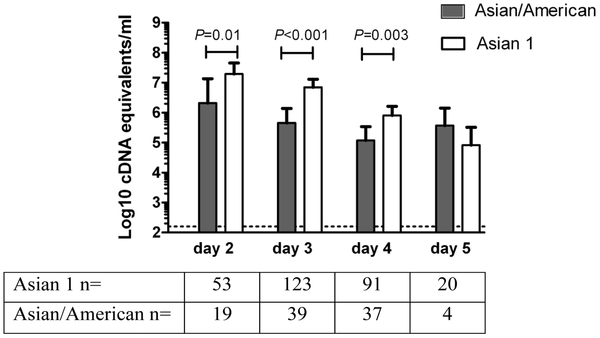 Asian/American
Asian 1
P=0.01
P<0.001
P=0.003
Log10 cDNA equivalents/ml
9
8
7
6
5
4
3
2
day 2 day 3 day 4 day 5
Asian 1 n= 53 123 91 20
Asian/American n= 19 39 37 4